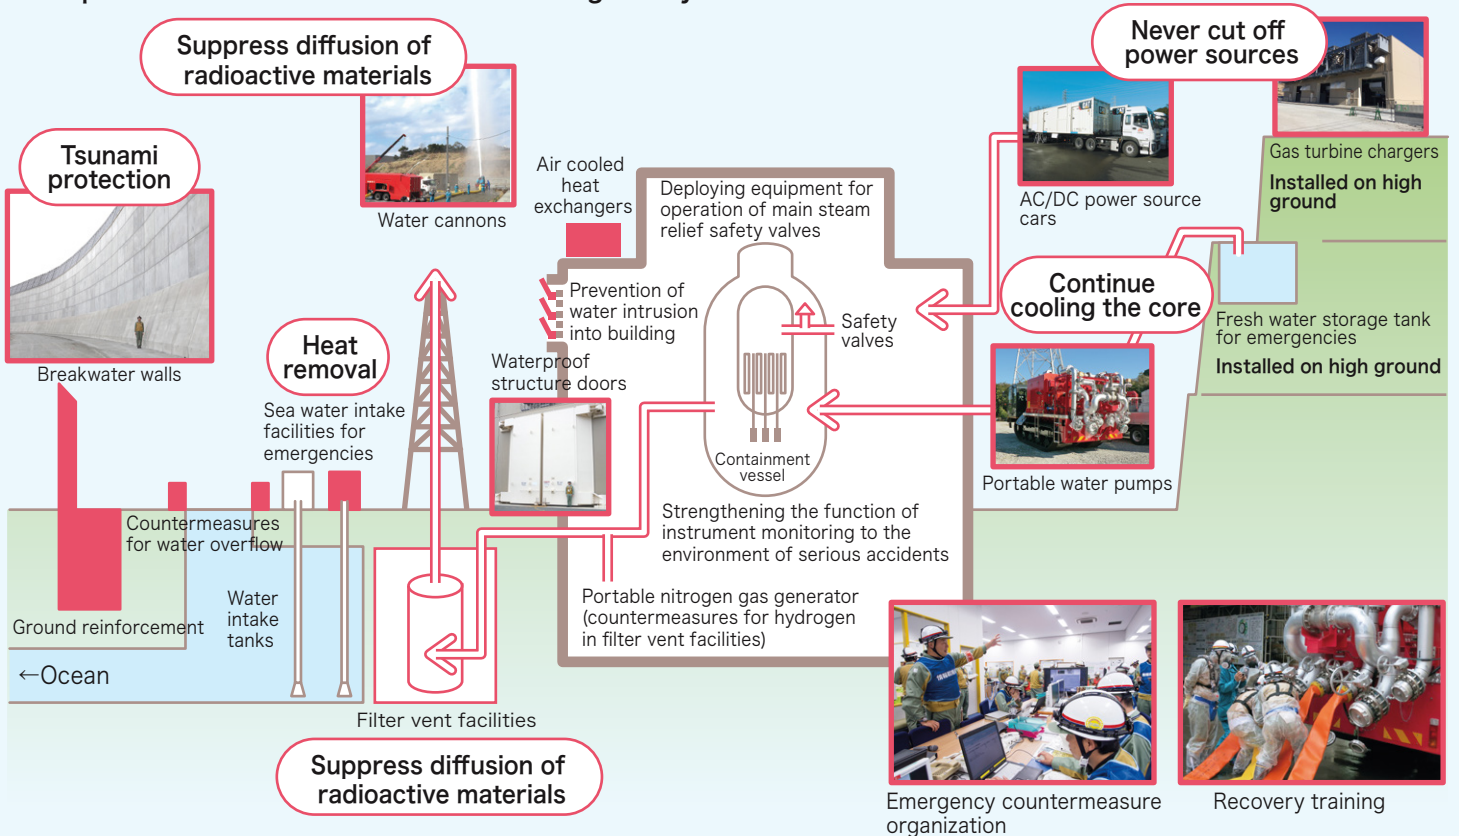 Suppress diffusion of
radioactive materials
Never cut off
power sources
Tsunami
protection
Water cannons
Air cooled
heat
exchangers
Deploying equipment for
operation of main steam
relief safety valves
AC/DC power source
cars
Gas turbine chargers
Installed on high
ground
Breakwater walls
Heat
removal
Sea water intake
facilities for
emergencies
Prevention of
water intrusion
into building
Waterproof
structure doors
Safety
valves
Continue
cooling the core
Fresh water storage tank
for emergencies
Installed on high ground
Containment
vessel
Portable water pumps
Countermeasures
for water overflow
Strengthening the function of
instrument monitoring to the
environment of serious accidents
Ground reinforcement
Water
intake
tanks
Portable nitrogen gas generator
(countermeasures for hydrogen
in filter vent facilities)
←Ocean
Filter vent facilities
Suppress diffusion of
radioactive materials
Emergency countermeasure
organization
Recovery training